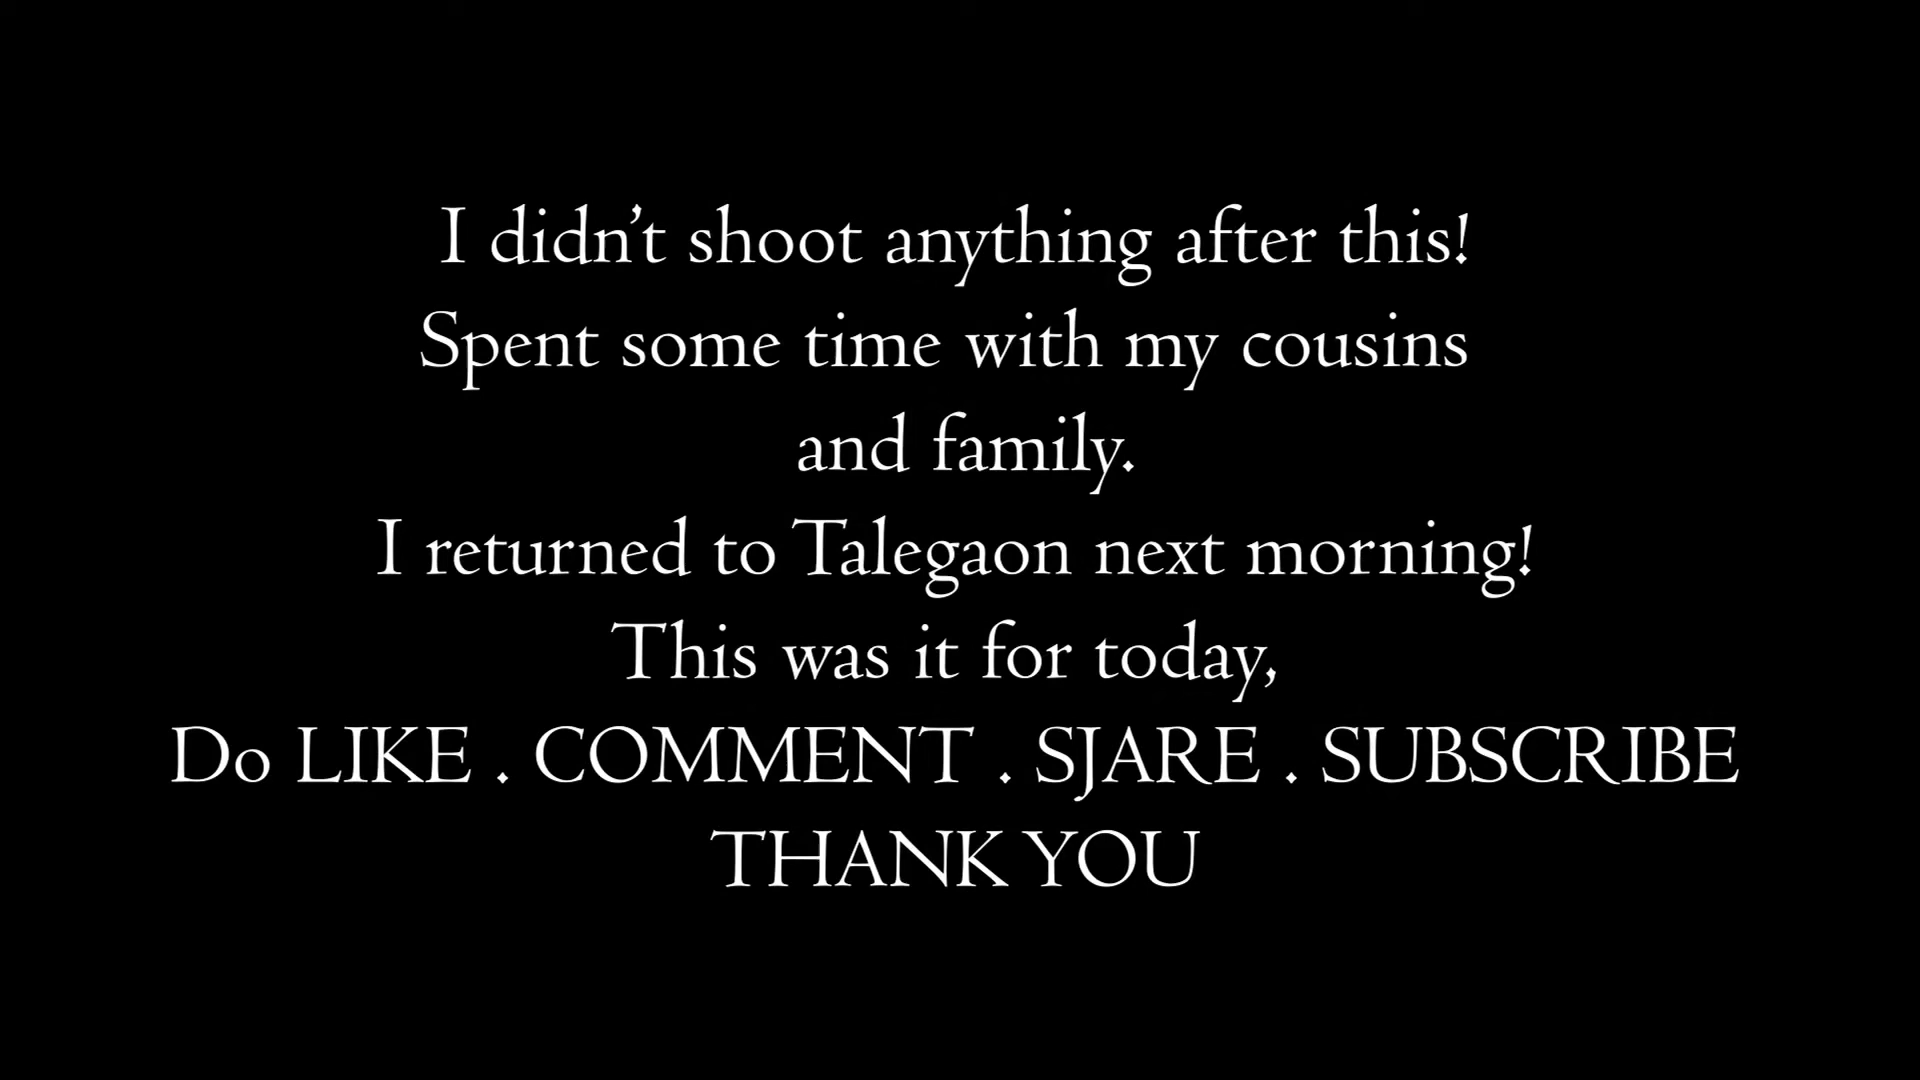 I didn’t shoot anything after this!
Spent some time with my cousins
and family.
I returned to Talegaon next morning!
This was it for today,
Do LIKE . COMMENT . SJARE . SUBSCRIBE
THANK YOU